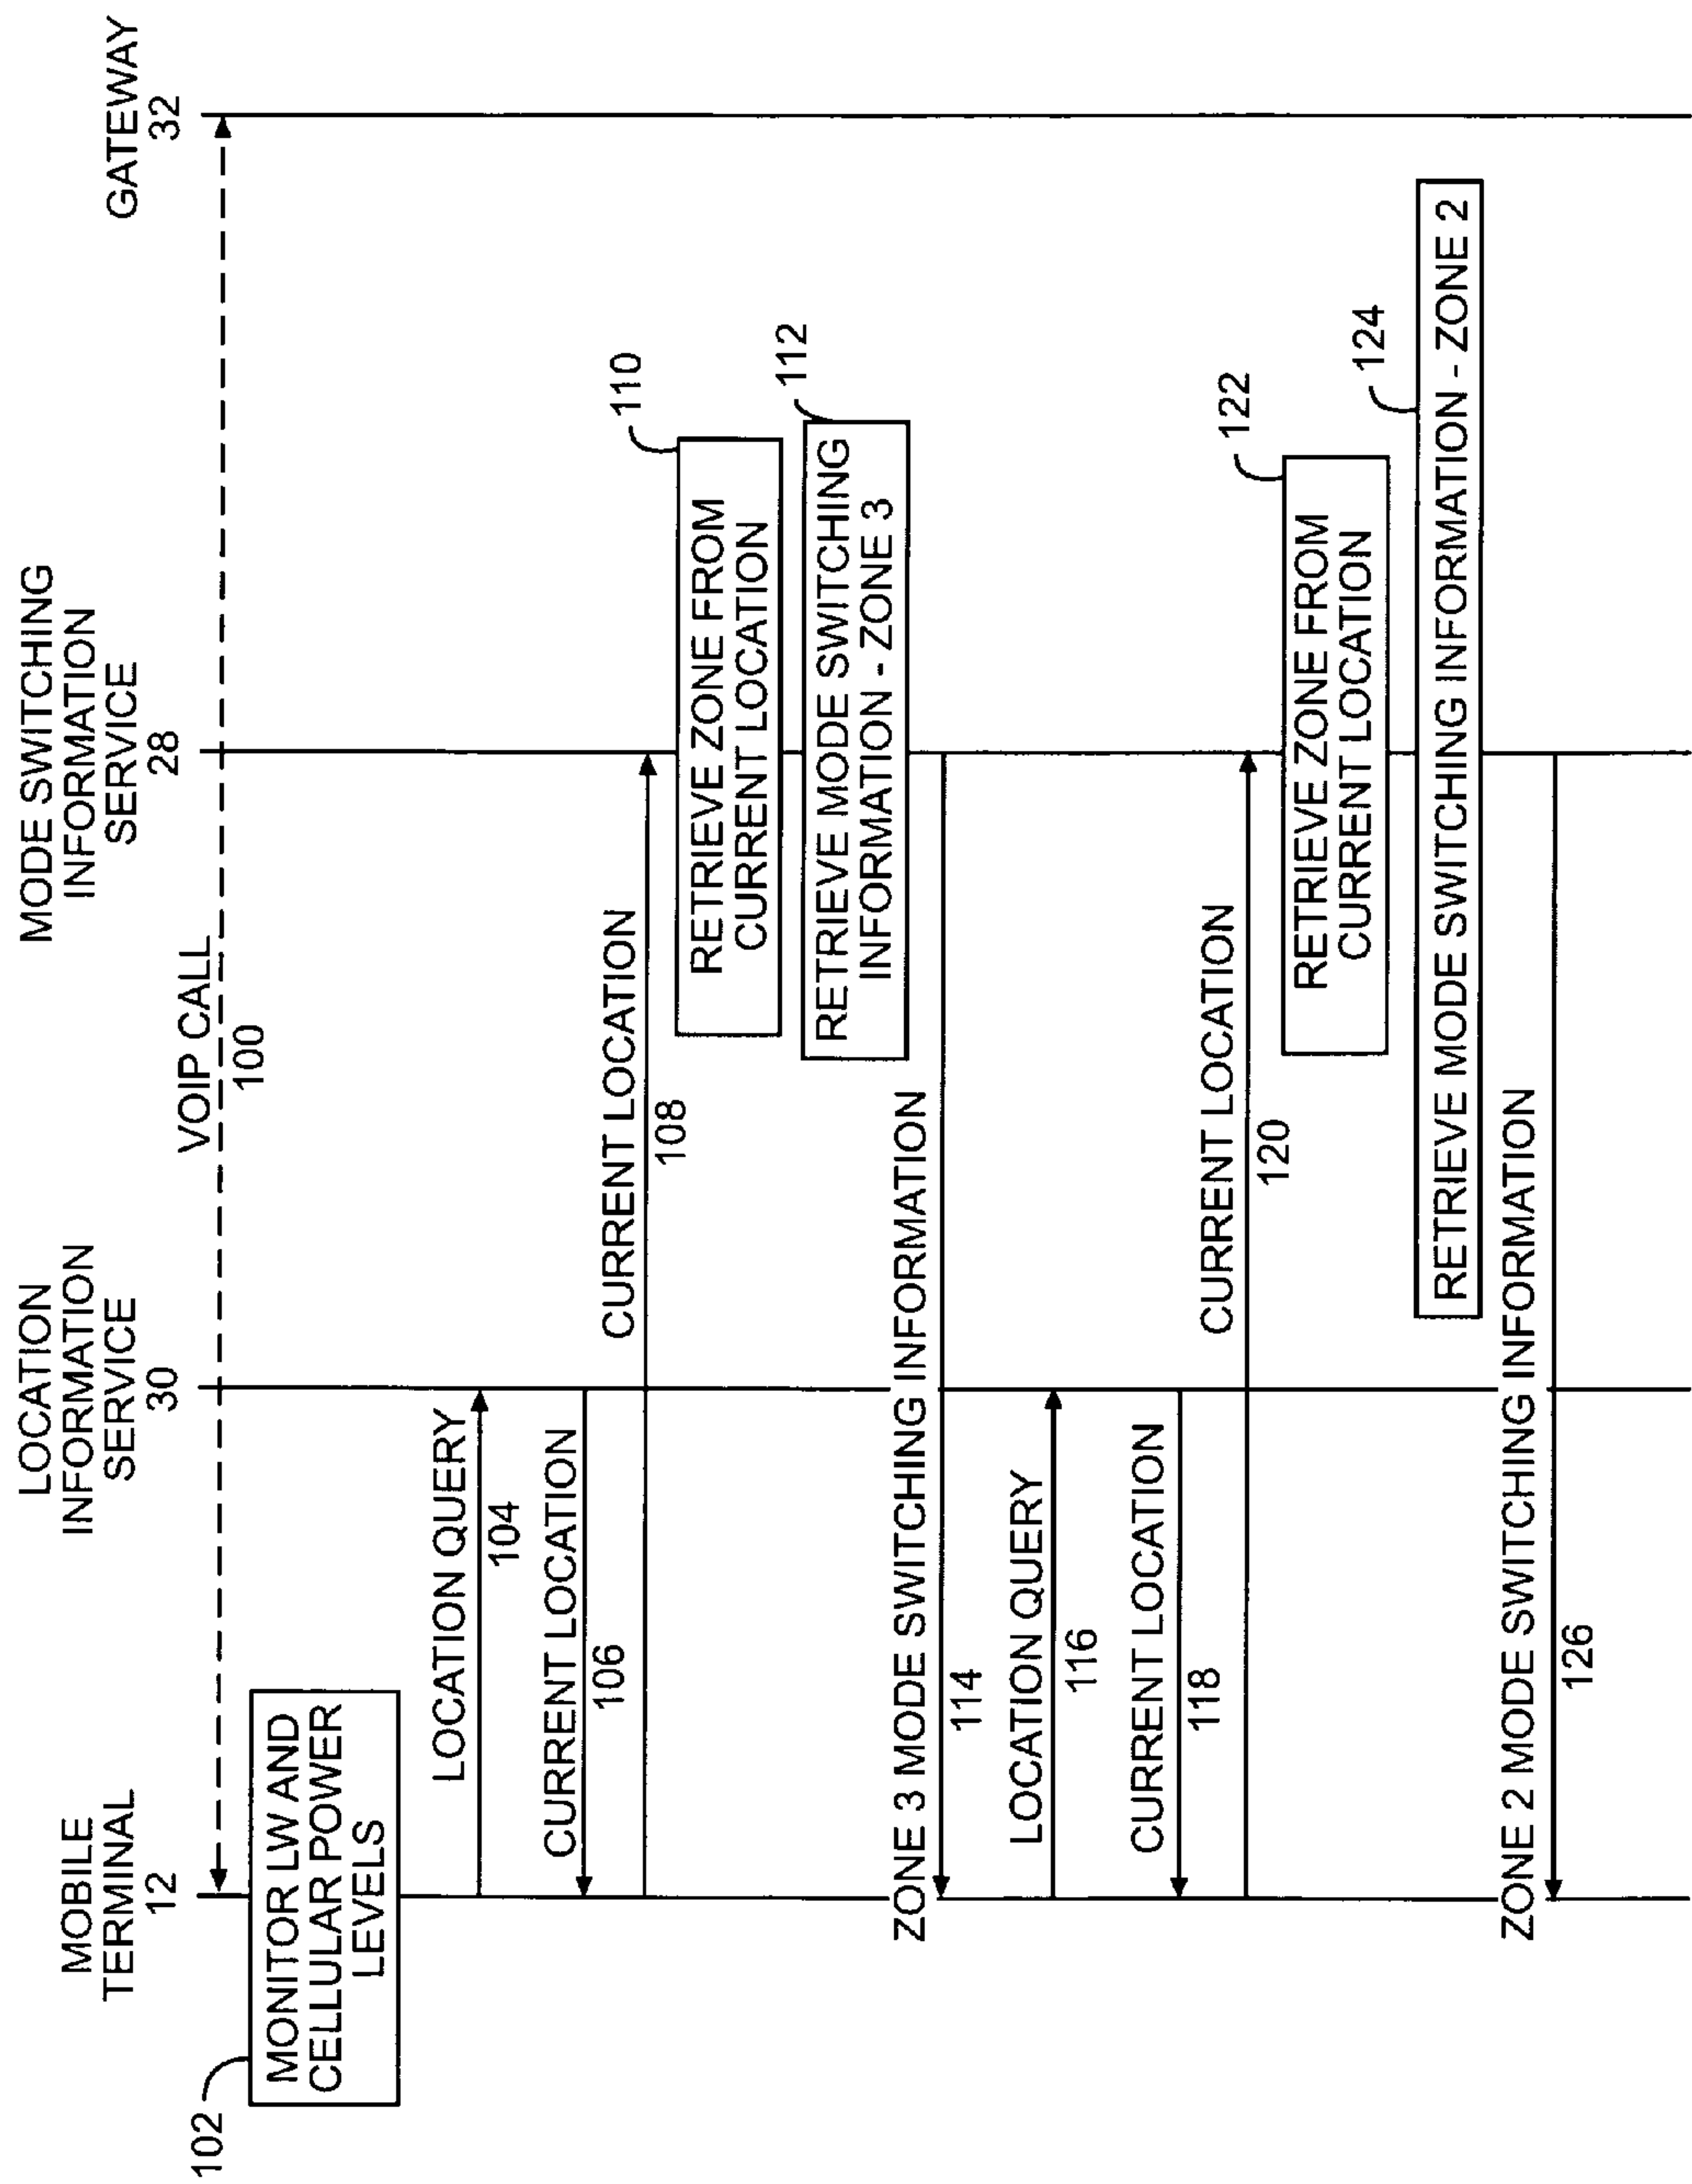 MOBILE
TERMINAL
12
LOCATION
INFORMATION
SERVICE
30
MODE SWITCHING
INFORMATION
SERVICE
28
GATEWAY
32
VOIP CALL
100
102
MONITOR LW AND
CELLULAR POWER
LEVELS
LOCATION QUERY
104
CURRENT LOCATION
106
CURRENT LOCATION
108
RETRIEVE ZONE FROM
CURRENT LOCATION
110
RETRIEVE MODE SWITCHING
INFORMATION - ZONE 3
112
ZONE 3 MODE SWITCHING INFORMATION
114
LOCATION QUERY
116
CURRENT LOCATION
118
CURRENT LOCATION
120
RETRIEVE ZONE FROM
CURRENT LOCATION
122
RETRIEVE MODE SWITCHING INFORMATION - ZONE 2
124
ZONE 2 MODE SWITCHING INFORMATION
126